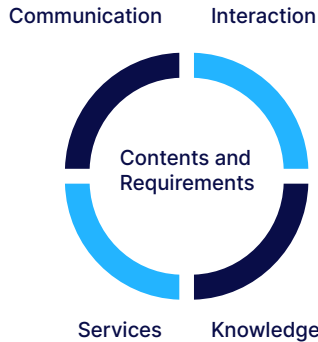 Communication
Interaction
Contents and
Requirements
Services
Knowledge